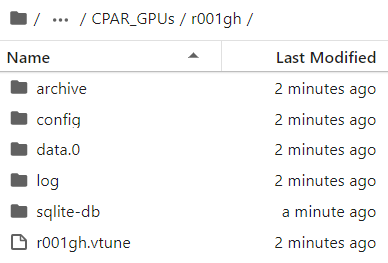 / ··· / CPAR_GPUs / r001gh /
Name Last Modified
archive 2 minutes ago
config 2 minutes ago
data.0 2 minutes ago
log 2 minutes ago
sqlite-db a minute ago
r001gh.vtune 2 minutes ago